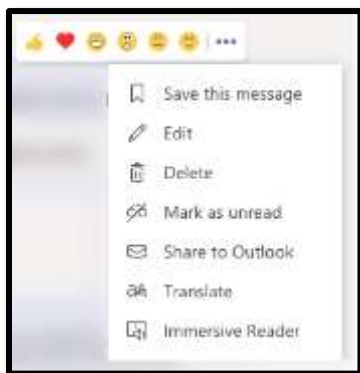 Save this message
Edit
Delete
Mark as unread
Share to Outlook
Translate
Immersive Reader